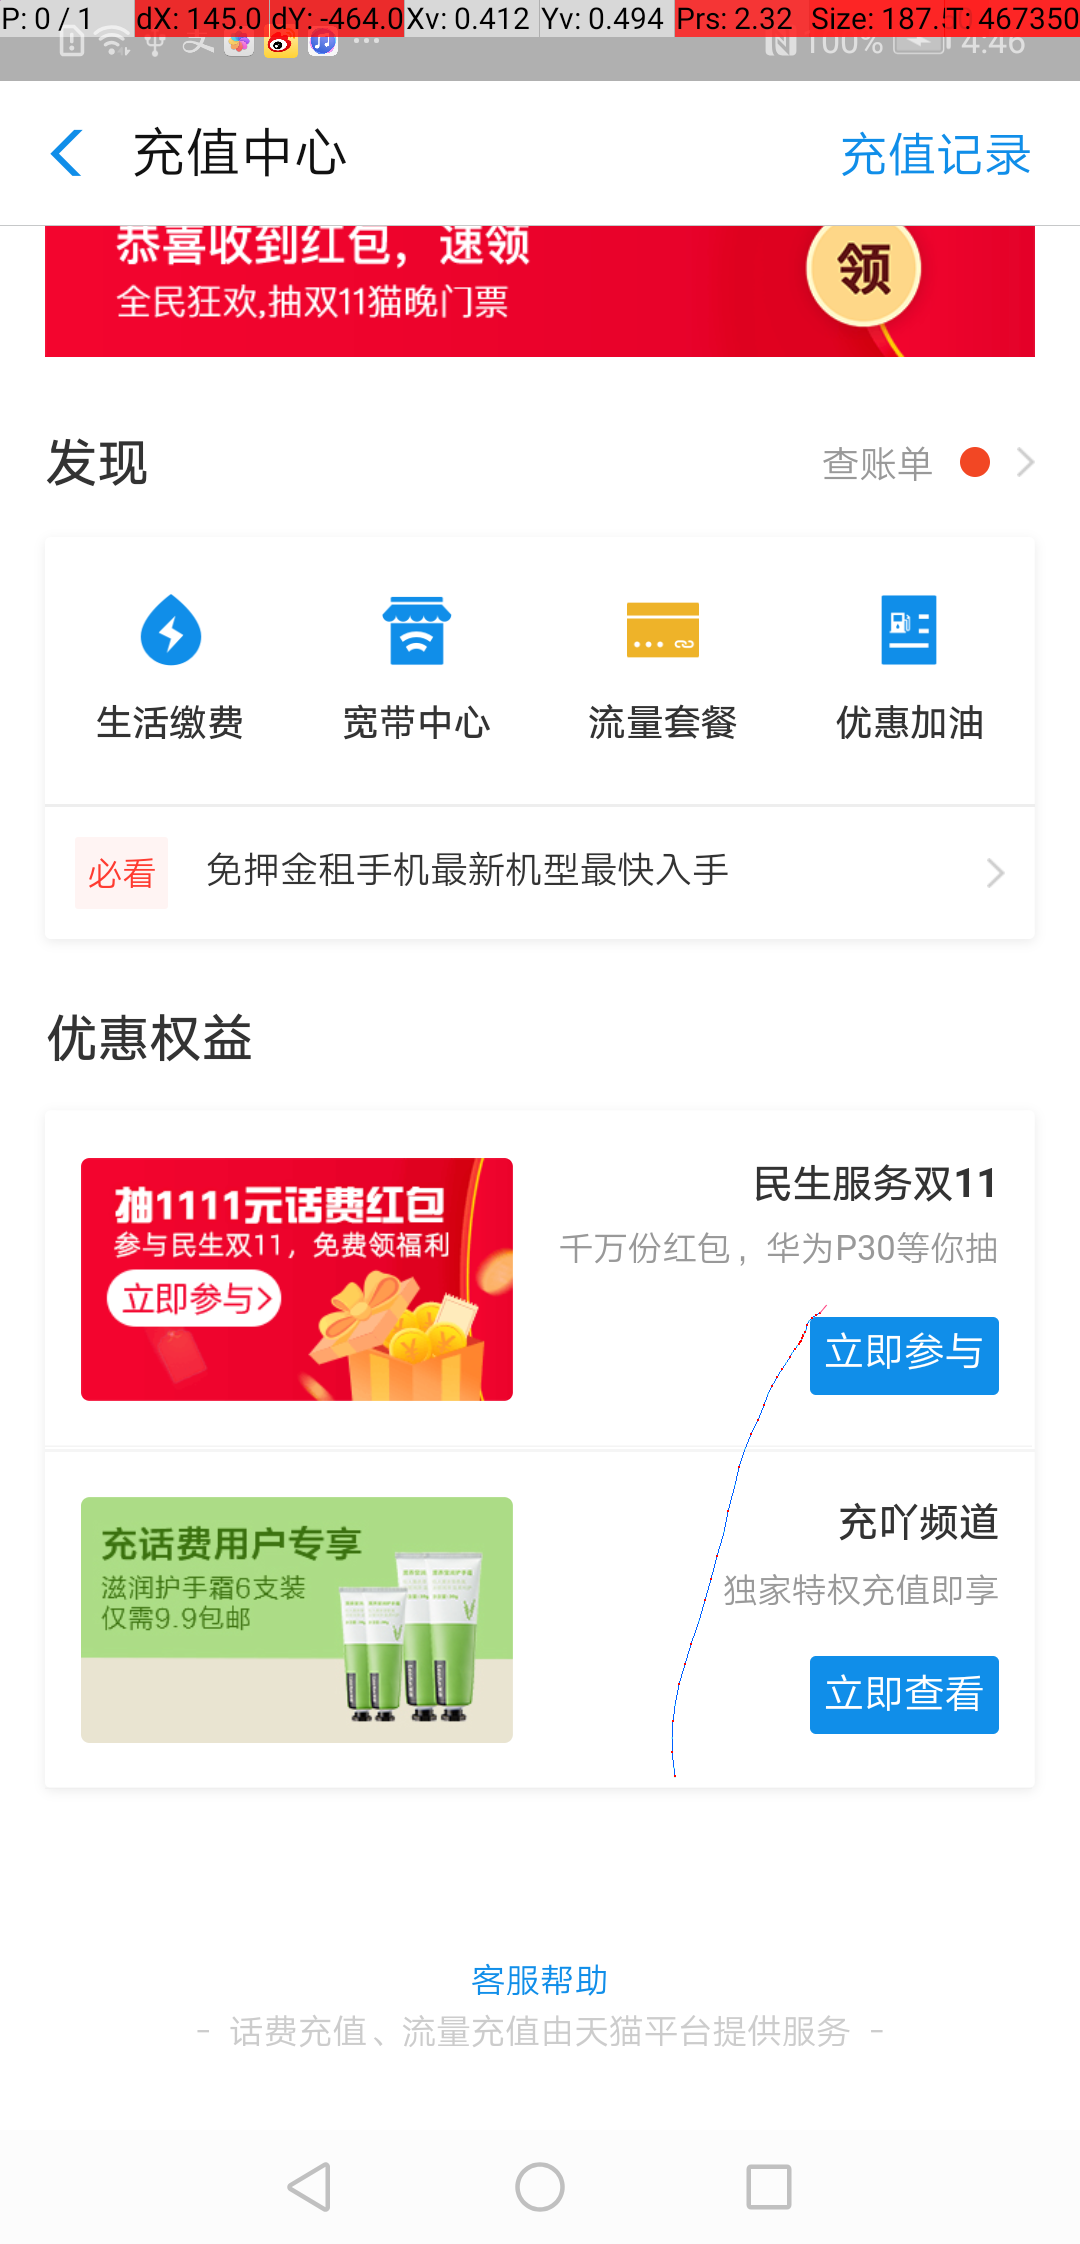 P: 0 / 1 dX: 145.0 dY: -464.0 Xv: 0.412 Yv: 0.494 Prs: 2.32 Size: 187. T: 467350
100% 4:46
充值中心 充值记录
恭喜收到红包，速领 领
全民狂欢,抽双11猫晚门票
发现 查账单
生活缴费 宽带中心 流量套餐 优惠加油
必看 免押金租手机最新机型最快入手
优惠权益
抽1111元话费红包
参与民生双11，免费领福利
立即参与>
民生服务双11
千万份红包，华为P30等你抽
立即参与
充话费用户专享
滋润护手霜6支装
仅需9.9包邮
充吖频道
独家特权充值即享
立即查看
客服帮助
- 话费充值、流量充值由天猫平台提供服务 -